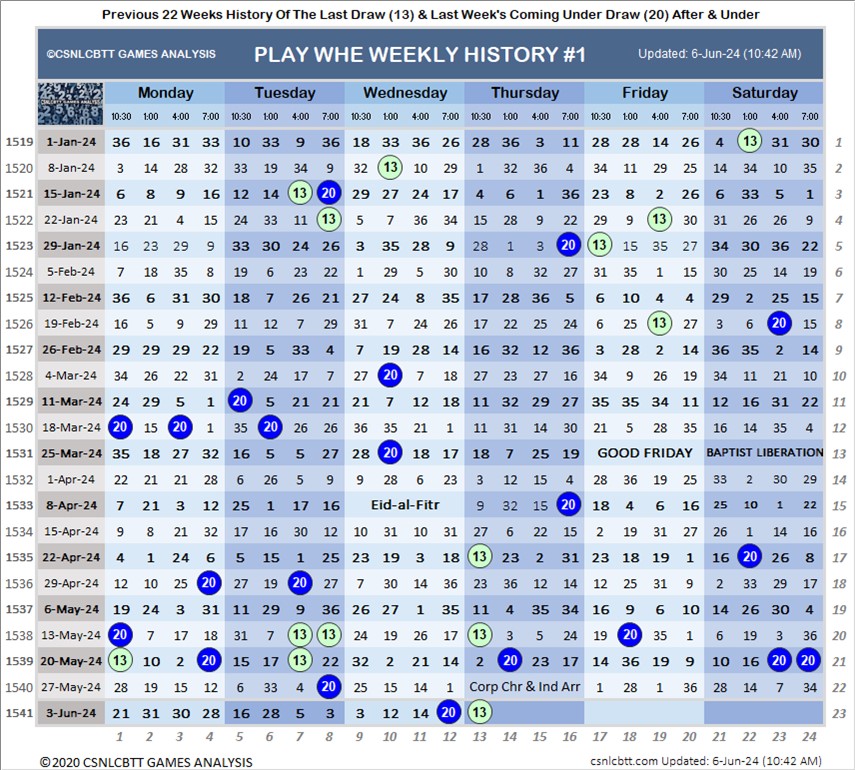 Previous 22 Weeks History Of The Last Draw (13) & Last Week's Coming Under Draw (20) After & Under
©CSNLCBTT GAMES ANALYSIS PLAY WHE WEEKLY HISTORY #1 Updated: 6-Jun-24 (10:42 AM)
CSNLCBTT GAMES ANALYSIS Monday Tuesday Wednesday Thursday Friday Saturday
10:30 1:00 4:00 7:00 10:30 1:00 4:00 7:00 10:30 1:00 4:00 7:00 10:30 1:00 4:00 7:00 10:30 1:00 4:00 7:00 10:30 1:00 4:00 7:00
1519 1-Jan-24 36 16 31 33 10 33 9 36 18 33 36 26 28 36 3 11 28 28 14 26 4 13 31 30 1
1520 8-Jan-24 3 14 28 32 33 19 34 9 32 13 10 29 1 32 36 4 34 11 29 25 14 34 10 35 2
1521 15-Jan-24 6 8 9 16 12 14 13 20 29 27 24 17 4 6 1 36 23 8 2 26 6 33 5 1 3
1522 22-Jan-24 23 21 4 15 24 33 11 13 5 7 36 34 15 28 9 22 29 9 13 30 31 26 26 9 4
1523 29-Jan-24 16 23 29 9 33 30 24 26 3 35 28 9 28 1 3 20 13 15 35 27 34 30 36 22 5
1524 5-Feb-24 7 18 35 8 19 6 23 22 1 29 5 30 10 8 32 27 31 35 1 15 30 25 14 19 6
1525 12-Feb-24 36 6 31 30 18 7 26 21 27 24 8 35 17 28 36 5 6 10 4 4 29 2 25 15 7
1526 19-Feb-24 16 5 9 29 11 12 7 29 31 1 24 26 17 22 25 24 6 25 13 27 3 6 20 15 8
1527 26-Feb-24 29 29 29 22 19 5 33 4 7 19 28 14 16 32 12 36 3 28 7 14 36 35 2 14 9
1528 4-Mar-24 34 26 22 31 2 24 17 7 27 20 7 18 27 23 27 16 34 9 26 19 34 11 21 10 10
1529 11-Mar-24 24 29 5 1 20 5 21 21 21 7 12 18 11 32 29 27 35 35 34 11 12 16 31 22 11
1530 18-Mar-24 20 15 20 1 35 20 26 26 36 35 21 1 11 31 14 30 21 5 28 35 16 14 35 4 12
1531 25-Mar-24 35 18 27 32 16 5 5 27 28 20 18 17 18 7 25 19 GOOD FRIDAY BAPTIST LIBERATION 13
1532 1-Apr-24 22 21 21 28 6 26 5 9 9 28 6 23 3 12 15 4 18 36 29 25 33 2 30 29 14
1533 8-Apr-24 7 21 3 12 25 1 17 16 Eid-al-Fitr 9 32 15 20 28 4 6 16 25 10 1 22 15
1534 15-Apr-24 9 8 21 32 17 16 30 12 10 31 10 31 27 6 22 15 2 19 31 27 26 1 14 16 16
1535 22-Apr-24 4 1 24 6 5 15 1 25 23 19 3 18 13 23 2 31 23 18 19 1 16 20 26 8 17
1536 29-Apr-24 12 10 25 20 27 19 20 27 7 30 14 36 23 36 12 14 12 25 31 9 2 33 29 17 18
1537 6-May-24 19 24 3 31 11 29 9 36 26 27 1 35 11 4 35 34 16 9 6 10 14 26 30 4 19
1538 13-May-24 20 7 17 18 31 7 13 13 24 19 26 17 13 3 5 24 19 20 35 1 6 19 3 36 20
1539 20-May-24 13 10 2 20 15 17 13 22 32 2 21 14 2 20 23 17 14 36 19 9 10 16 20 20 21
1540 27-May-24 28 19 15 12 6 33 4 20 25 15 14 1 Corp Chr & Ind Arr 1 28 1 36 28 14 7 34 22
1541 3-Jun-24 21 31 30 28 16 28 5 3 3 12 14 20 13 23
1 2 3 4 5 6 7 8 9 10 11 12 13 14 15 16 17 18 19 20 21 22 23 24
©2020 CSNLCBTT GAMES ANALYSIS csnlcbtt.com Updated: 6-Jun-24 (10:42 AM)